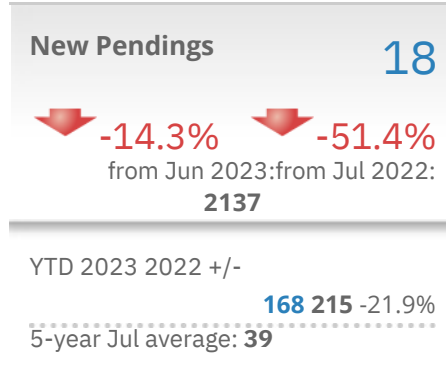 New Pendings
18
-14.3% -51.4%
from Jun 2023:from Jul 2022:
2137
YTD 2023 2022 +/-
168 215 -21.9%
5-year Jul average: 39